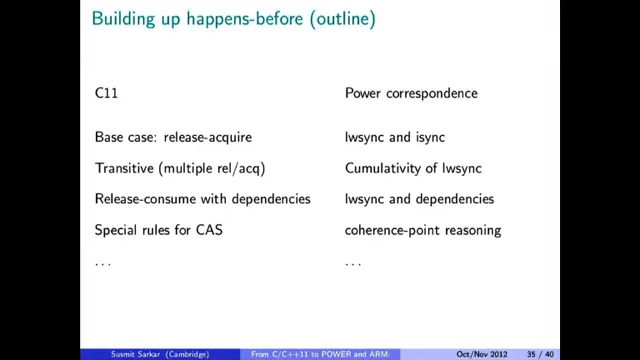 Building up happens-before (outline)
C11 Power correspondence
Base case: release-acquire lwsync and isync
Transitive (multiple rel/acq) Cumulativity of lwsync
Release-consume with dependencies lwsync and dependencies
Special rules for CAS coherence-point reasoning
... ...
Susmit Sarkar (Cambridge) From C/C++11 to POWER and ARM: Oct/Nov 2012 35 / 40